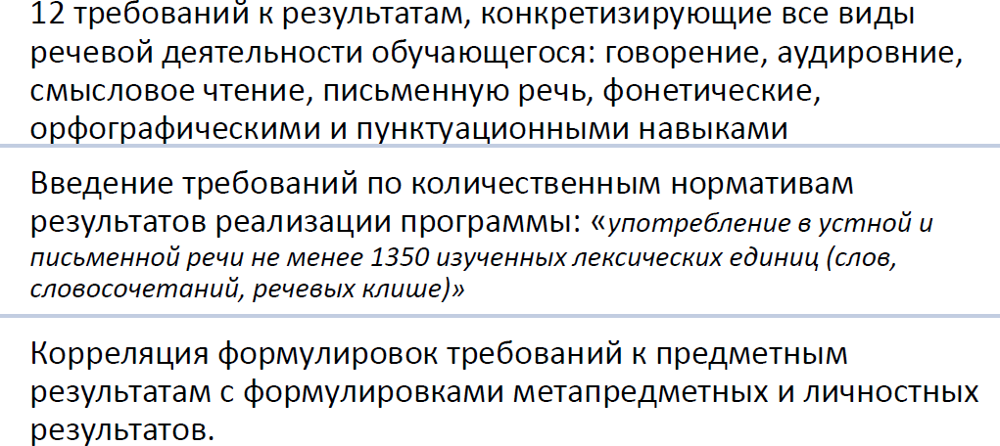 12 требований к результатам, конкретизирующие все виды
речевой деятельности обучающегося: говорение, аудировние,
смысловое чтение, письменную речь, фонетические,
орфографическими и пунктуационными навыками
Введение требований по количественным нормативам
результатов реализации программы: «употребление в устной и
письменной речи не менее 1350 изученных лексических единиц (слов,
словосочетаний, речевых клише)»
Корреляция формулировок требований к предметным
результатам с формулировками метапредметных и личностных
результатов.